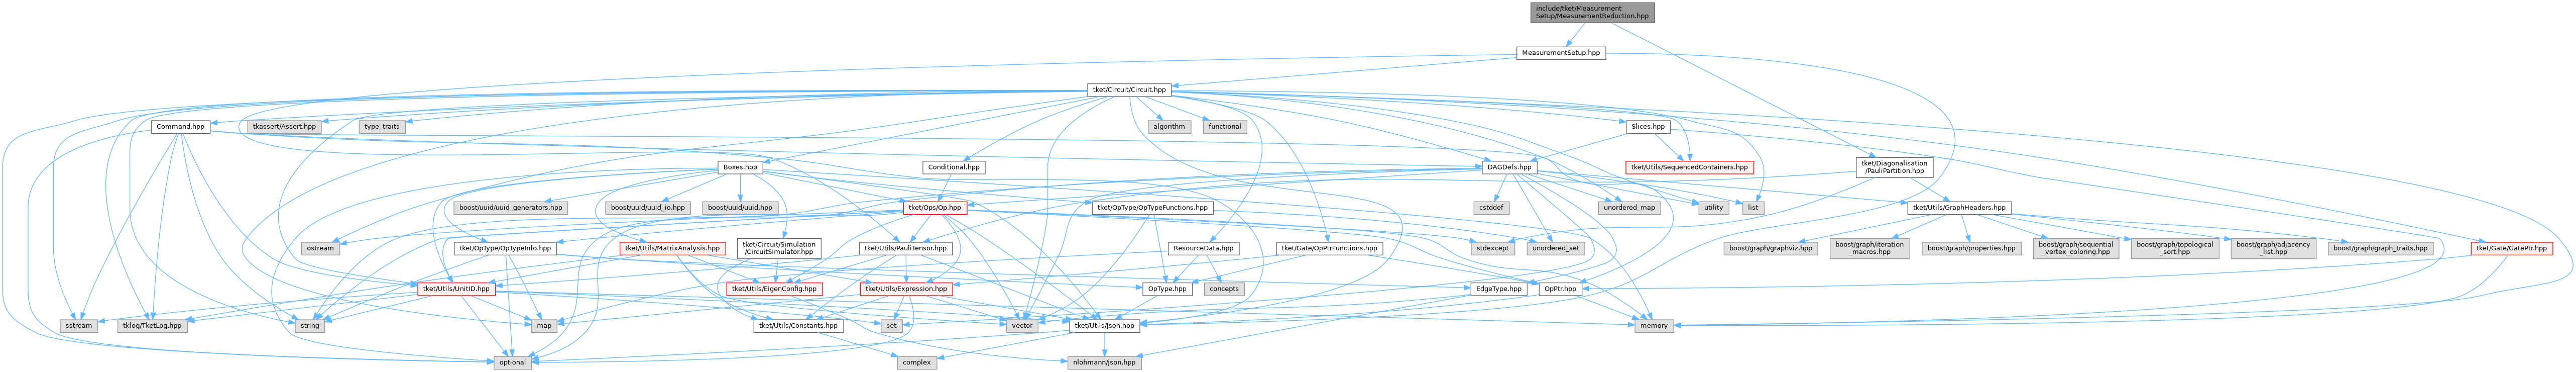 include/tket/Measurement
Setup/MeasurementReduction.hpp
MeasurementSetup.hpp
tket/Circuit/Circuit.hpp
Command.hpp
tkassert/Assert.hpp
type_traits
algorithm
functional
Slices.hpp
Boxes.hpp
Conditional.hpp
DAGDefs.hpp
tket/Utils/SequencedContainers.hpp
tket/Diagonalisation
/PauliPartition.hpp
boost/uuid/uuid_generators.hpp
boost/uuid/uuid_io.hpp
boost/uuid/uuid.hpp
tket/Ops/Op.hpp
tket/OpType/OpTypeFunctions.hpp
cstddef
unordered_map
utility
list
tket/Utils/GraphHeaders.hpp
ostream
tket/OpType/OpTypeInfo.hpp
tket/Utils/MatrixAnalysis.hpp
tket/Circuit/Simulation
/CircuitSimulator.hpp
tket/Utils/PauliTensor.hpp
ResourceData.hpp
tket/Gate/OpPtrFunctions.hpp
stdexcept
unordered_set
boost/graph/graphviz.hpp
boost/graph/iteration
_macros.hpp
boost/graph/properties.hpp
boost/graph/sequential
_vertex_coloring.hpp
boost/graph/topological
_sort.hpp
boost/graph/adjacency
_list.hpp
boost/graph/graph_traits.hpp
tket/Gate/GatePtr.hpp
tket/Utils/UnitID.hpp
tket/Utils/EigenConfig.hpp
tket/Utils/Expression.hpp
OpType.hpp
concepts
EdgeType.hpp
OpPtr.hpp
sstream
tklog/TketLog.hpp
string
map
tket/Utils/Constants.hpp
set
vector
tket/Utils/Json.hpp
memory
optional
complex
nlohmann/json.hpp